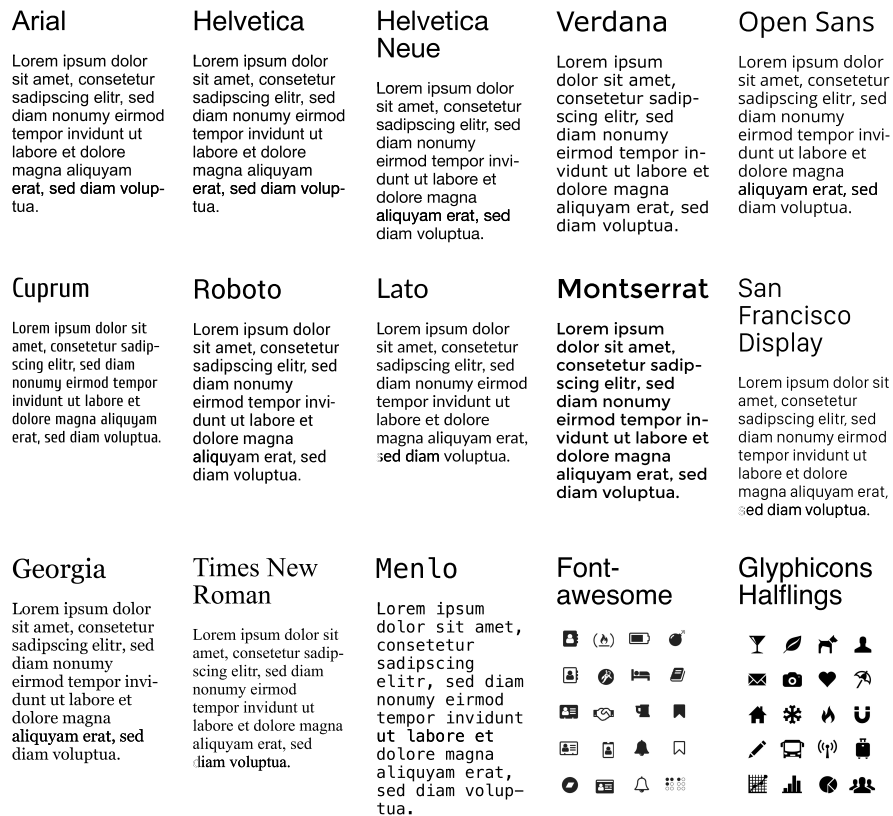 Arial
Lorem ipsum dolor
sit amet, consetetur
sadipscing elitr, sed
diam nonumy eirmod
tempor invidunt ut
labore et dolore
magna aliquyam
erat, sed diam volup-
tua.
Helvetica
Lorem ipsum dolor
sit amet, consetetur
sadipscing elitr, sed
diam nonumy eirmod
tempor invidunt ut
labore et dolore
magna aliquyam
erat, sed diam volup-
tua.
Helvetica
Neue
Lorem ipsum dolor
sit amet, consetetur
sadipscing elitr, sed
diam nonumy
eirmod tempor invi-
dunt ut labore et
dolore magna
aliquyam erat, sed
diam voluptua.
Verdana
Lorem ipsum
dolor sit amet,
consetetur sadip-
scing elitr, sed
diam nonumy
eirmod tempor in-
vidunt ut labore et
dolore magna
aliquyam erat, sed
diam voluptua.
Open Sans
Lorem ipsum dolor
sit amet, consetetur
sadipscing elitr, sed
diam nonumy
eirmod tempor invi-
dunt ut labore et
dolore magna
aliquyam erat, sed
diam voluptua.
Cuprum
Lorem ipsum dolor sit
amet, consetetur sadip-
scing elitr, sed diam
nonumy eirmod tempor
invidunt ut labore et
dolore magna aliquyam
erat, sed diam voluptua.
Roboto
Lorem ipsum dolor
sit amet, consetetur
sadipscing elitr, sed
diam nonumy
eirmod tempor invi-
dunt ut labore et
dolore magna
aliquyam erat, sed
diam voluptua.
Lato
Lorem ipsum dolor
sit amet, consetetur
sadipscing elitr, sed
diam nonumy eirmod
tempor invidunt ut
labore et dolore
magna aliquyam erat,
sed diam voluptua.
Montserrat
Lorem ipsum
dolor sit amet,
consetetur sadip-
scing elitr, sed
diam nonumy
eirmod tempor in-
vidunt ut labore et
dolore magna
aliquyam erat, sed
diam voluptua.
San
Francisco
Display
Lorem ipsum dolor sit
amet, consetetur
sadipscing elitr, sed
diam nonumy eirmod
tempor invidunt ut
labore et dolore
magna aliquyam erat,
sed diam voluptua.
Georgia
Lorem ipsum dolor
sit amet, consetetur
sadipscing elitr, sed
diam nonumy
eirmod tempor invi-
dunt ut labore et
dolore magna
aliquyam erat, sed
diam voluptua.
Times New
Roman
Lorem ipsum dolor sit
amet, consetetur sadip-
scing elitr, sed diam
nonumy eirmod
tempor invidunt ut
labore et dolore magna
aliquyam erat, sed
diam voluptua.
Menlo
Lorem ipsum
dolor sit amet,
consetetur
sadipscing
elitr, sed diam
nonumy eirmod
tempor invidunt
ut labore et
dolore magna
aliquyam erat,
sed diam volup-
tua.
Font-
awesome
Glyphicons
Halflings